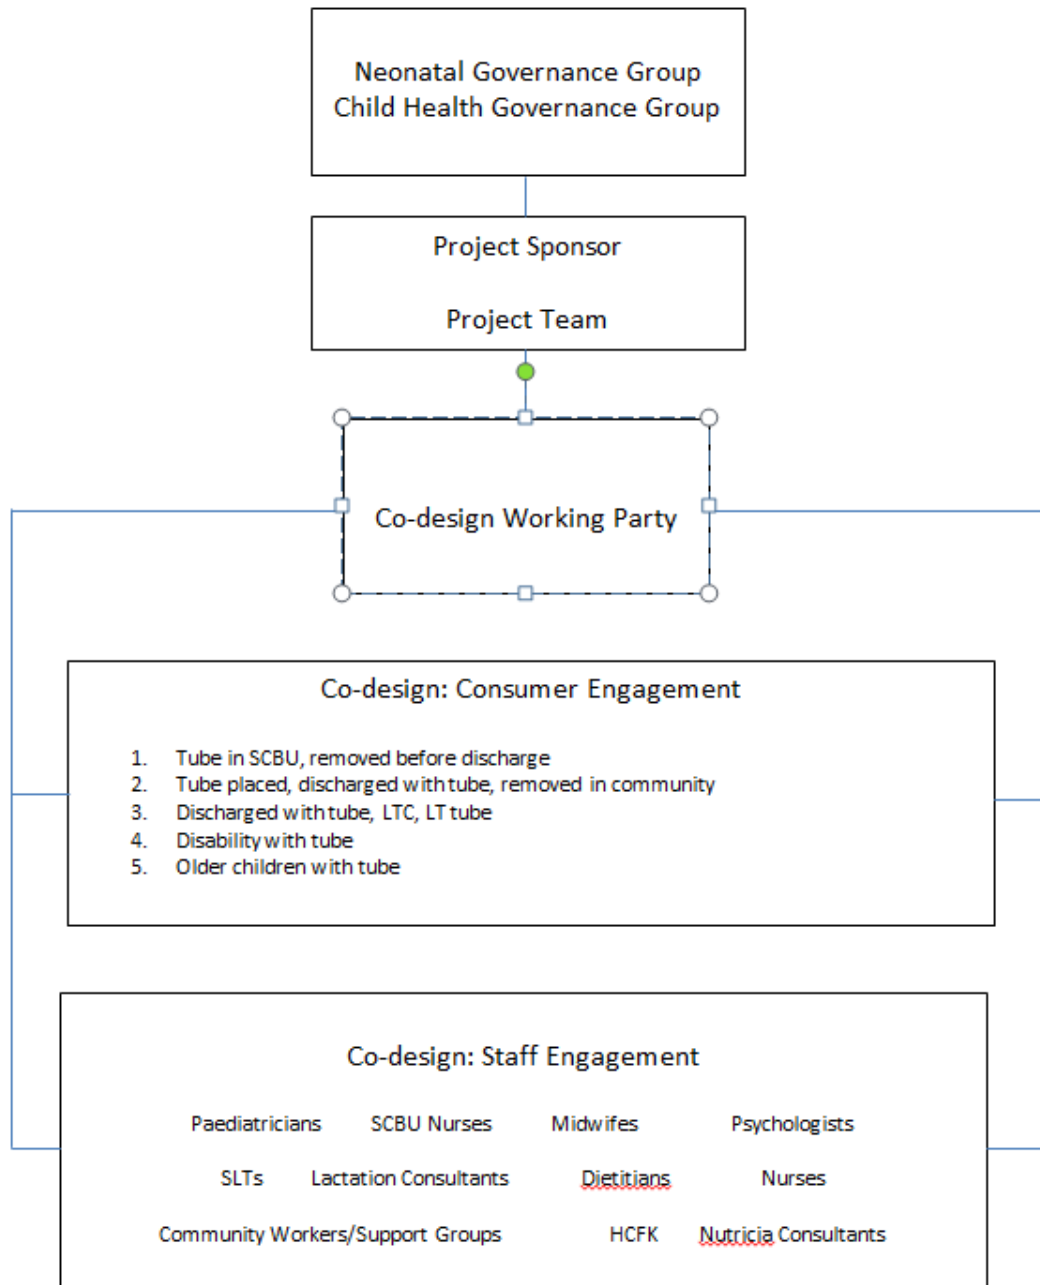 Neonatal Governance Group
Child Health Governance Group
Project Sponsor
Project Team
Co-design Working Party
Co-design: Consumer Engagement
1. Tube in SCBU, removed before discharge
2. Tube placed, discharged with tube, removed in community
3. Discharged with tube, LTC, LT tube
4. Disability with tube
5. Older children with tube
Co-design: Staff Engagement
Paediatricians SCBU Nurses Midwifes Psychologists
SLTs Lactation Consultants Dietitians Nurses
Community Workers/Support Groups HCFK Nutricia Consultants